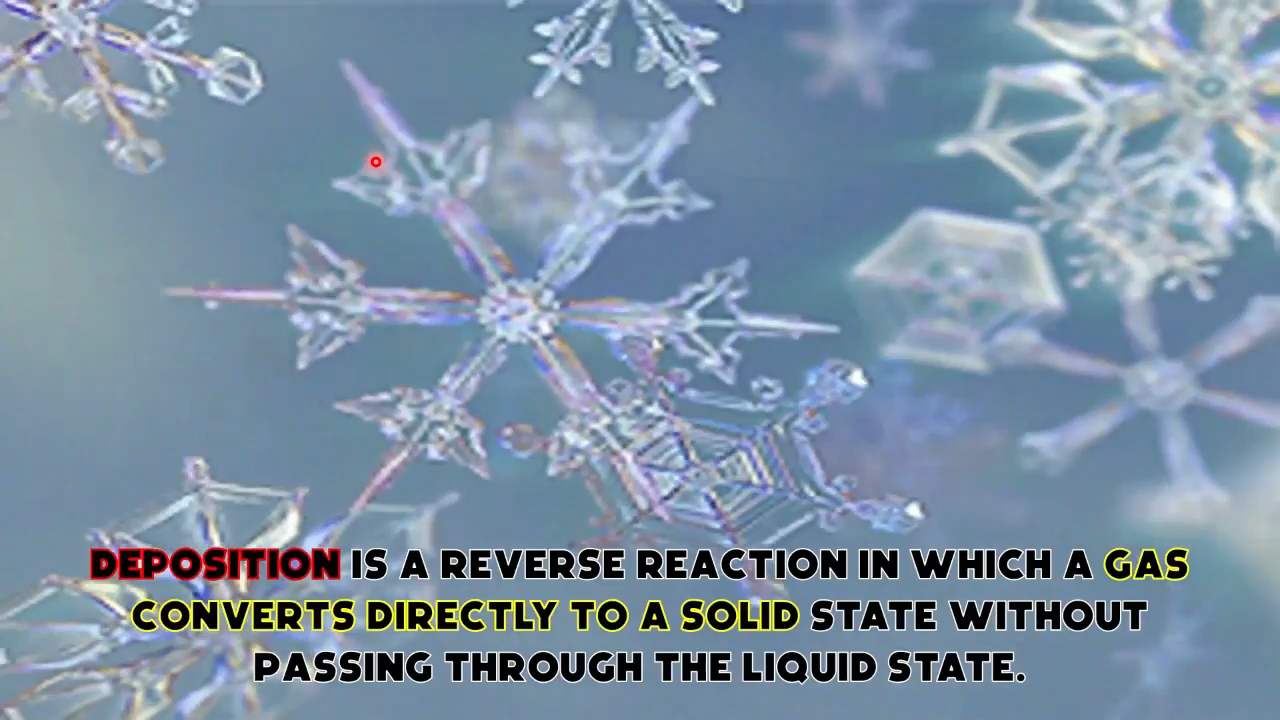 DEPOSITION IS A REVERSE REACTION IN WHICH A GAS
CONVERTS DIRECTLY TO A SOLID STATE WITHOUT
PASSING THROUGH THE LIQUID STATE.